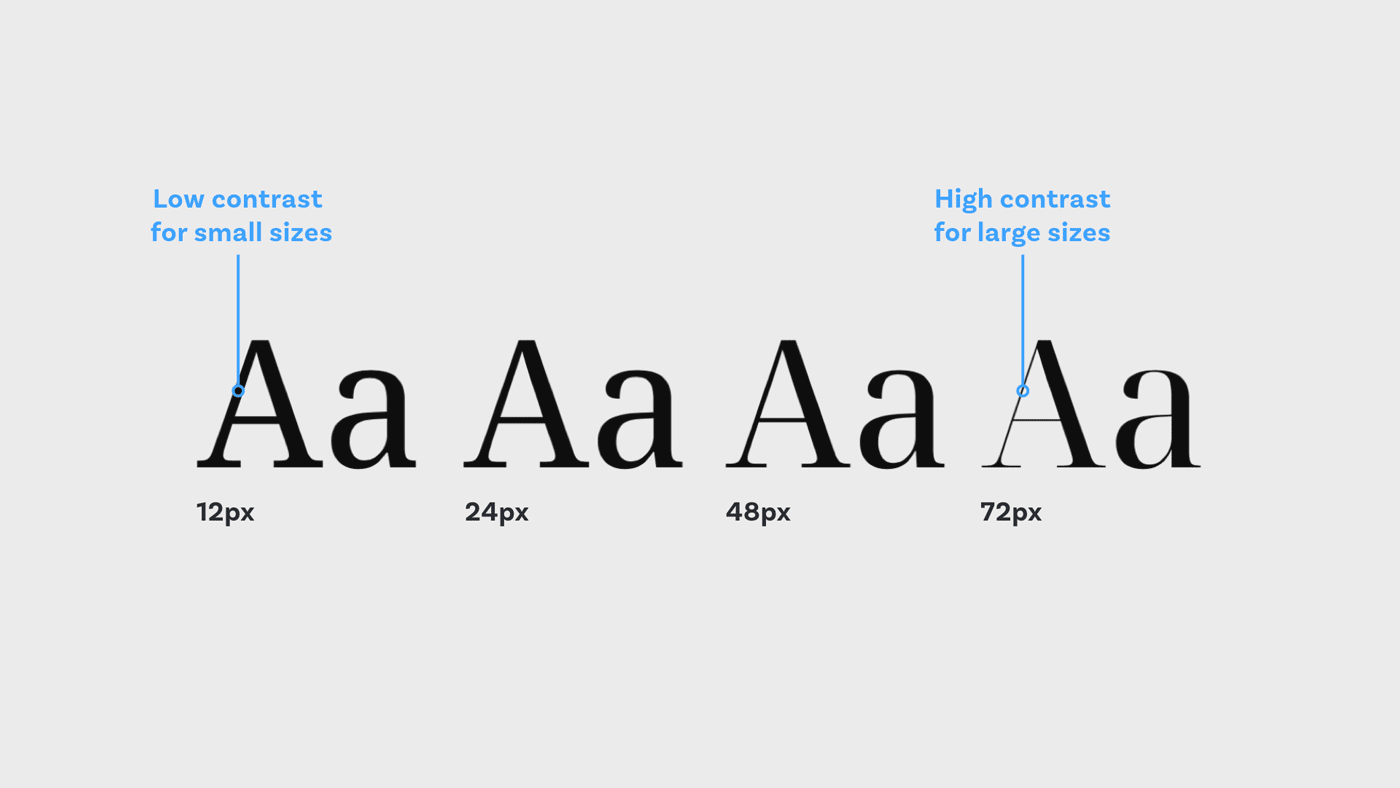 Low contrast
for small sizes
High contrast
for large sizes
Aa Aa Aa Aa
12px 24px 48px 72px